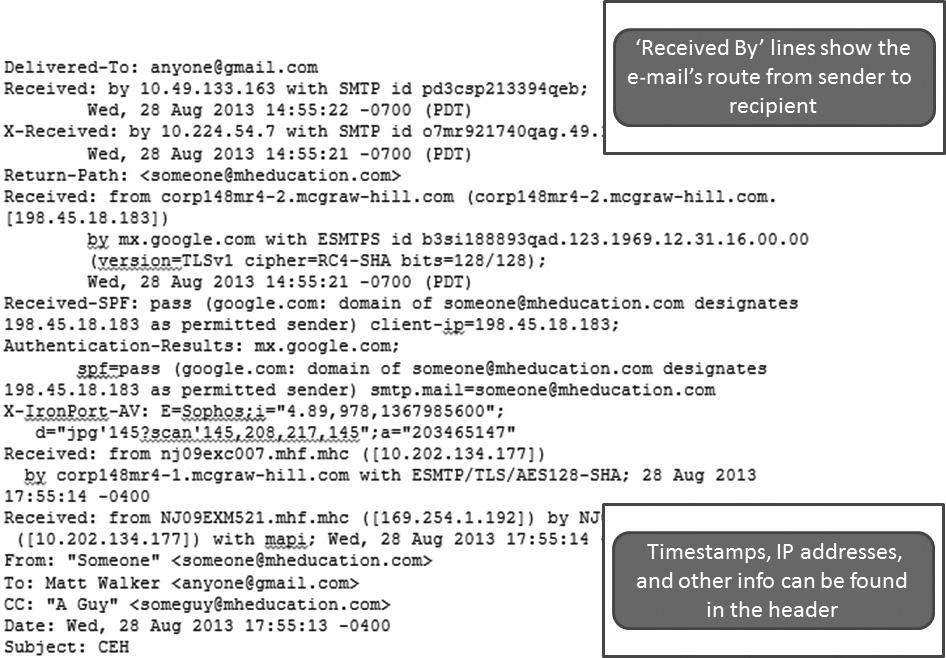 ‘Received By’ lines show the
e-mail’s route from sender to
recipient
Delivered-To: anyone@gmail.com
Received: by 10.49.133.163 with SMTP id pd3csp213394qeb;
Wed, 28 Aug 2013 14:55:22 -0700 (PDT)
X-Received: by 10.224.54.7 with SMTP id o7mr921740qag.49.
Wed, 28 Aug 2013 14:55:21 -0700 (PDT)
Return-Path: <someone@mheducation.com>
Received: from corp148mr4-2.mcgraw-hill.com (corp148mr4-2.mcgraw-hill.com.
[198.45.18.183])
by mx.google.com with ESMTPS id b3si188893qad.123.1969.12.31.16.00.00
(version=TLSv1 cipher=RC4-SHA bits=128/128);
Wed, 28 Aug 2013 14:55:21 -0700 (PDT)
Received-SPF: pass (google.com: domain of someone@mheducation.com designates
198.45.18.183 as permitted sender) client-ip=198.45.18.183;
Authentication-Results: mx.google.com;
spf=pass (google.com: domain of someone@mheducation.com designates
198.45.18.183 as permitted sender) smtp.mail=someone@mheducation.com
X-IronPort-AV: E=Sophos;i="4.89,978,1367985600";
d="jpg'145?scan'145,208,217,145";a="203465147"
Received: from nj09exc007.mhf.mhc ([10.202.134.177])
by corp148mr4-1.mcgraw-hill.com with ESMTP/TLS/AES128-SHA; 28 Aug 2013
17:55:14 -0400
Received: from NJ09EXM521.mhf.mhc ([169.254.1.192]) by
([10.202.134.177]) with mapi; Wed, 28 Aug 2013 17:55:14
From: "Someone" <someone@mheducation.com>
To: Matt Walker <anyone@gmail.com>
CC: "A Guy" <someguy@mheducation.com>
Date: Wed, 28 Aug 2013 17:55:13 -0400
Subject: CEH
Timestamps, IP addresses,
and other info can be found
in the header